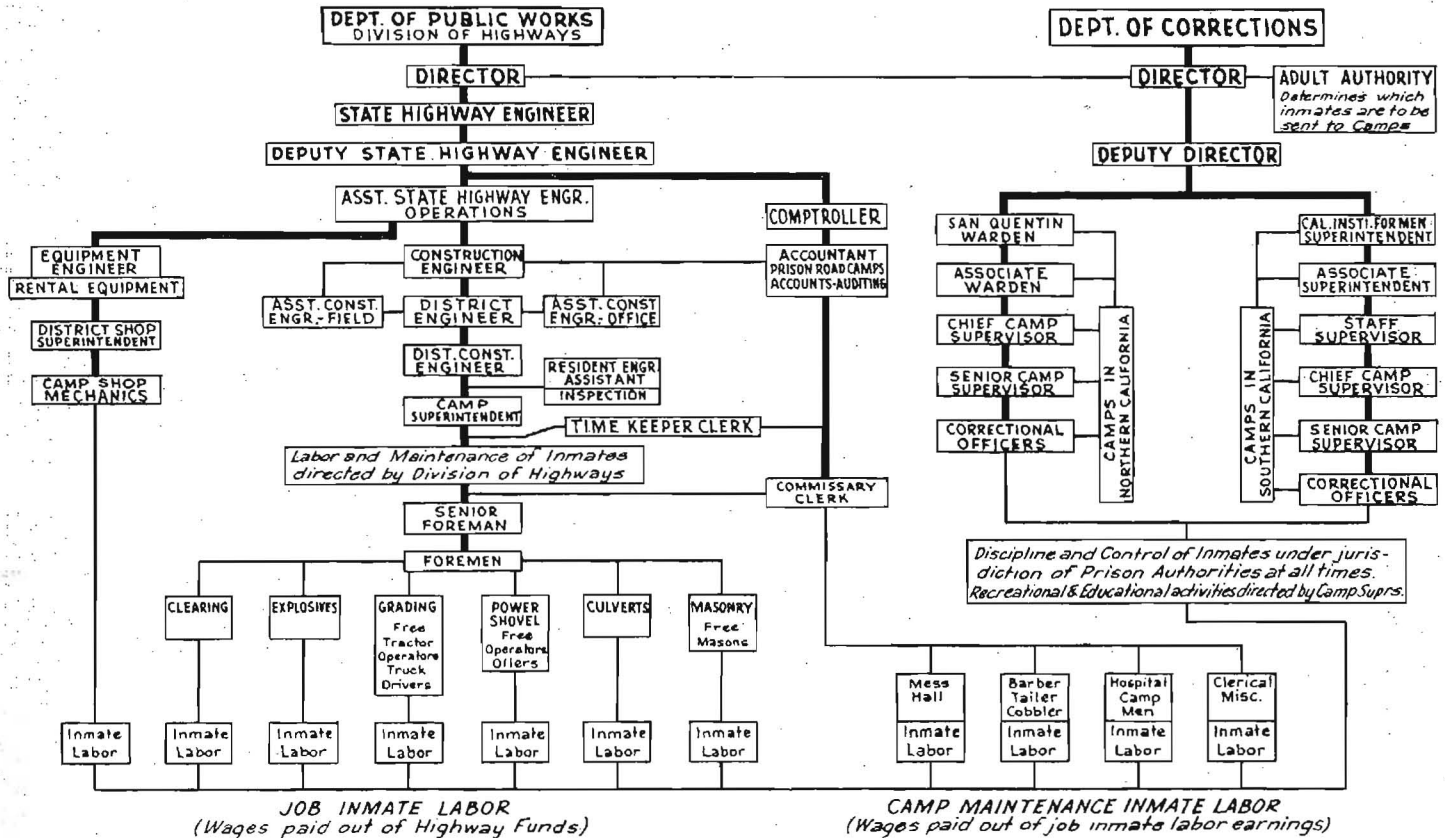 DEPT. OF PUBLIC WORKS
DIVISION OF HIGHWAYS
DIRECTOR
STATE HIGHWAY ENGINEER
DEPUTY STATE HIGHWAY ENGINEER
ASST. STATE HIGHWAY ENGR.
OPERATIONS
COMPTROLLER
EQUIPMENT
ENGINEER
RENTAL EQUIPMENT
DISTRICT SHOP
SUPERINTENDENT
CAMP SHOP
MECHANICS
CONSTRUCTION
ENGINEER
ACCOUNTANT
PRISON ROAD CAMPS
ACCOUNTS-AUDITING
ASST. CONST.
ENGR.-FIELD
DISTRICT
ENGINEER
ASST. CONST
ENGR.-OFFICE
DIST. CONST.
ENGINEER
RESIDENT ENGR.
ASSISTANT
INSPECTION
CAMP
SUPERINTENDENT
TIME KEEPER CLERK
Labor and Maintenance of Inmates
directed by Division of Highways
COMMISSARY
CLERK
SENIOR
FOREMAN
FOREMEN
CLEARING
EXPLOSIVES
GRADING
Free
Tractor
Operators
Truck
Drivers
POWER
SHOVEL
Free
Operators
Oilers
CULVERTS
MASONRY
Free
Masons
Inmate
Labor
Inmate
Labor
Inmate
Labor
Inmate
Labor
Inmate
Labor
Inmate
Labor
Inmate
Labor
JOB INMATE LABOR
(Wages paid out of Highway Funds)
DEPT. OF CORRECTIONS
DIRECTOR
ADULT AUTHORITY
Determines which
inmates are to be
sent to Camps
DEPUTY DIRECTOR
SAN QUENTIN
WARDEN
ASSOCIATE
WARDEN
CHIEF CAMP
SUPERVISOR
SENIOR CAMP
SUPERVISOR
CORRECTIONAL
OFFICERS
CAMPS IN
NORTHERN CALIFORNIA
CAMPS IN
SOUTHERN CALIFORNIA
CAL. INSTI. FOR MEN
SUPERINTENDENT
ASSOCIATE
SUPERINTENDENT
STAFF
SUPERVISOR
CHIEF CAMP
SUPERVISOR
SENIOR CAMP
SUPERVISOR
CORRECTIONAL
OFFICERS
Discipline and Control of Inmates under juris-
diction of Prison Authorities at all times.
Recreational & Educational activities directed by Camp Suprs.
Mess
Hall
Inmate
Labor
Barber
Tailer
Cobbler
Inmate
Labor
Hospital
Camp
Men
Inmate
Labor
Clerical
Misc.
Inmate
Labor
CAMP MAINTENANCE INMATE LABOR
(Wages paid out of job inmate labor earnings)